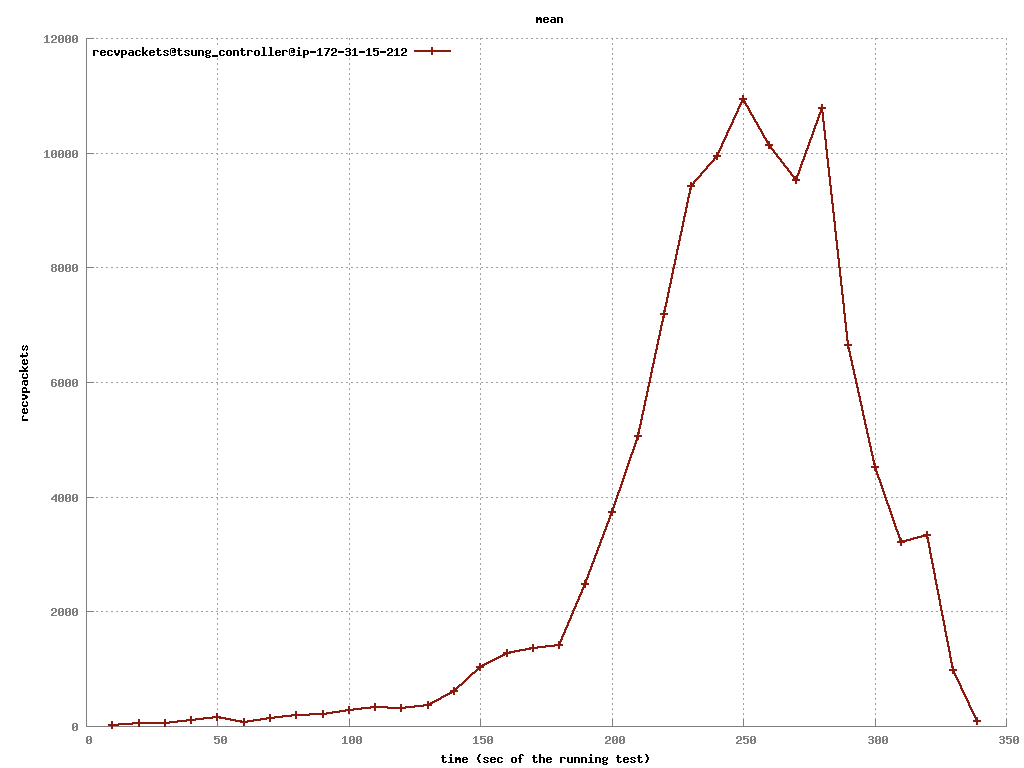 mean
12000
recvpackets@tsung_controller@ip-172-31-15-212
10000
8000
6000
4000
2000
0
recvpackets
0 50 100 150 200 250 300 350
time (sec of the running test)